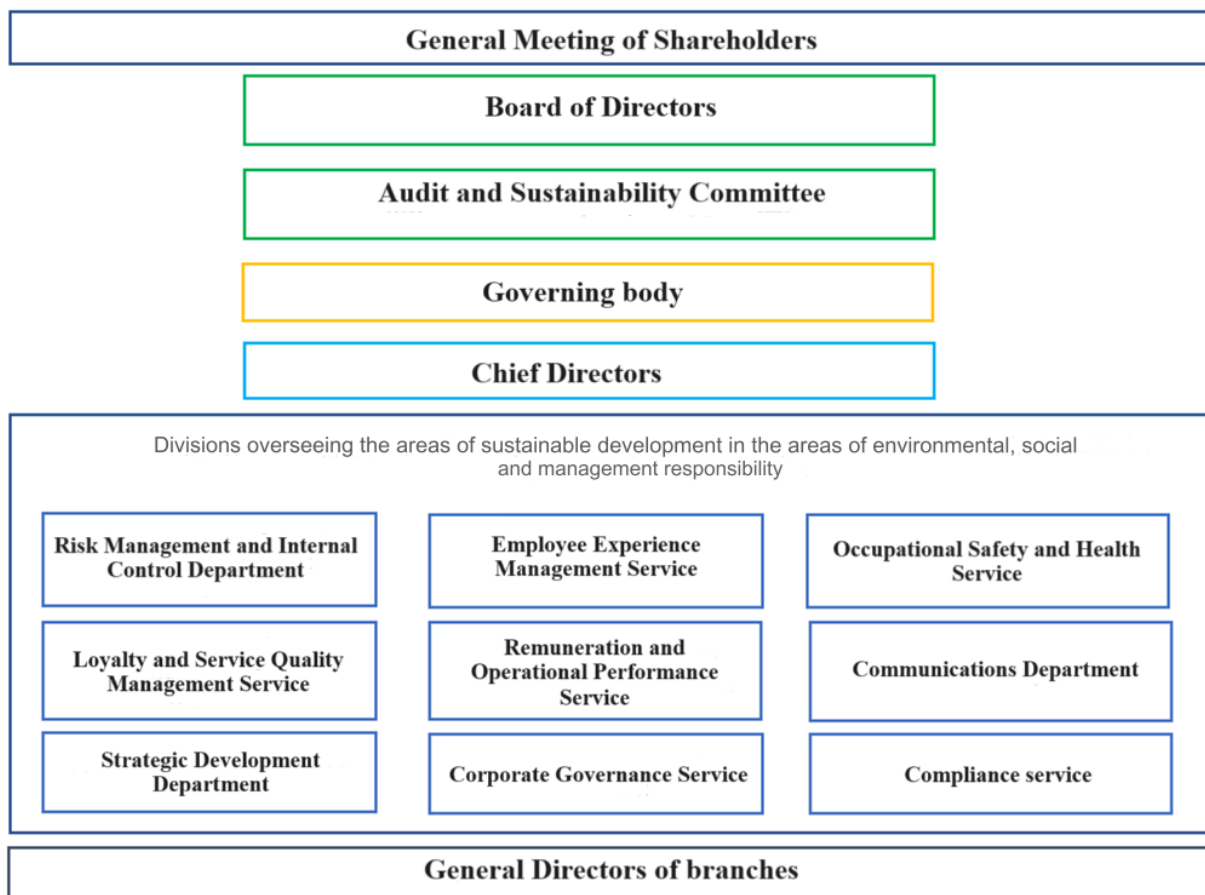 General Meeting of Shareholders
Board of Directors
Audit and Sustainability Committee
Governing body
Chief Directors
Divisions overseeing the areas of sustainable development in the areas of environmental, social
and management responsibility
Risk Management and Internal
Control Department
Employee Experience
Management Service
Occupational Safety and Health
Service
Loyalty and Service Quality
Management Service
Remuneration and
Operational Performance
Service
Communications Department
Strategic Development
Department
Corporate Governance Service
Compliance service
General Directors of branches